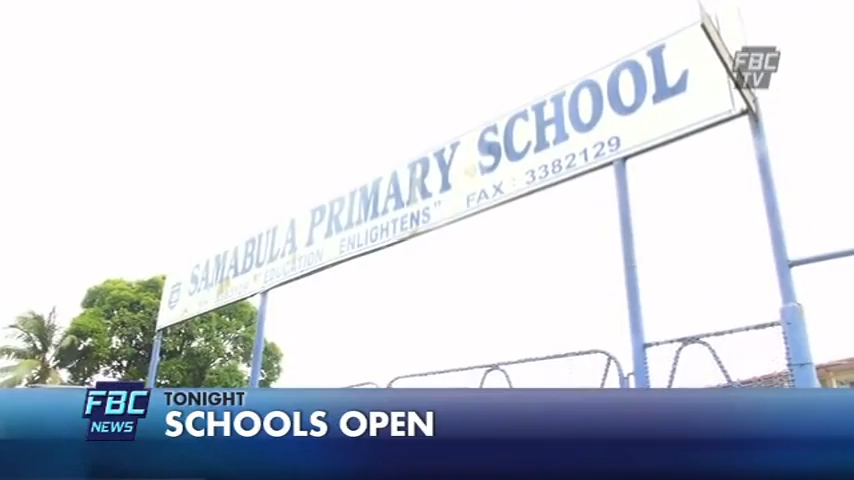 FBC
TV
SAMABULA PRIMARY SCHOOL
EDUCATION ENLIGHTENS"
FAX : 3382129
FBC
NEWS
TONIGHT
SCHOOLS OPEN